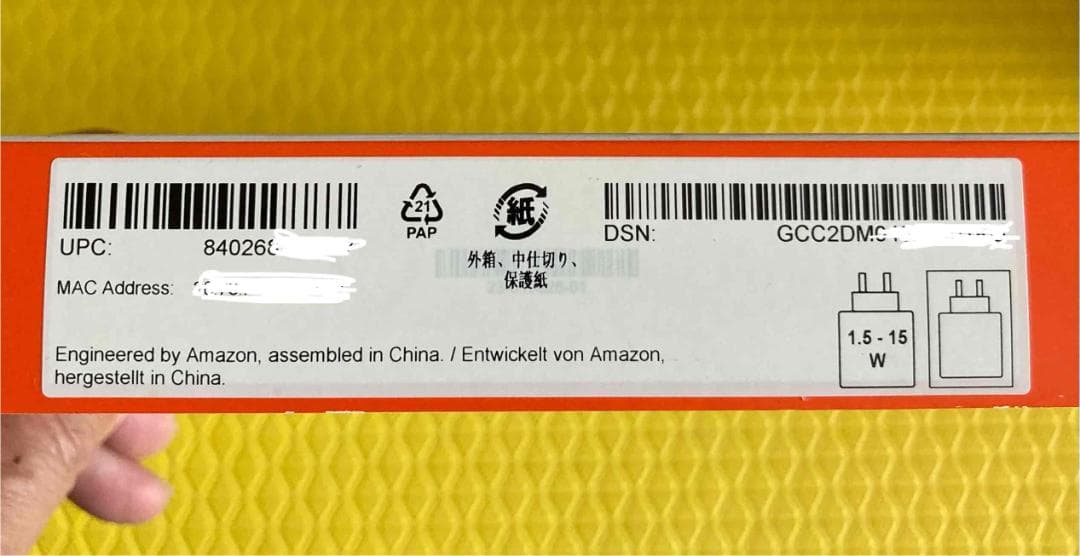 UPC: 840268
21
PAP
紙
外箱、中仕切り、
保護紙
DSN: GCC2DM
MAC Address:
1.5 - 15
W
Engineered by Amazon, assembled in China. / Entwickelt von Amazon,
hergestellt in China.